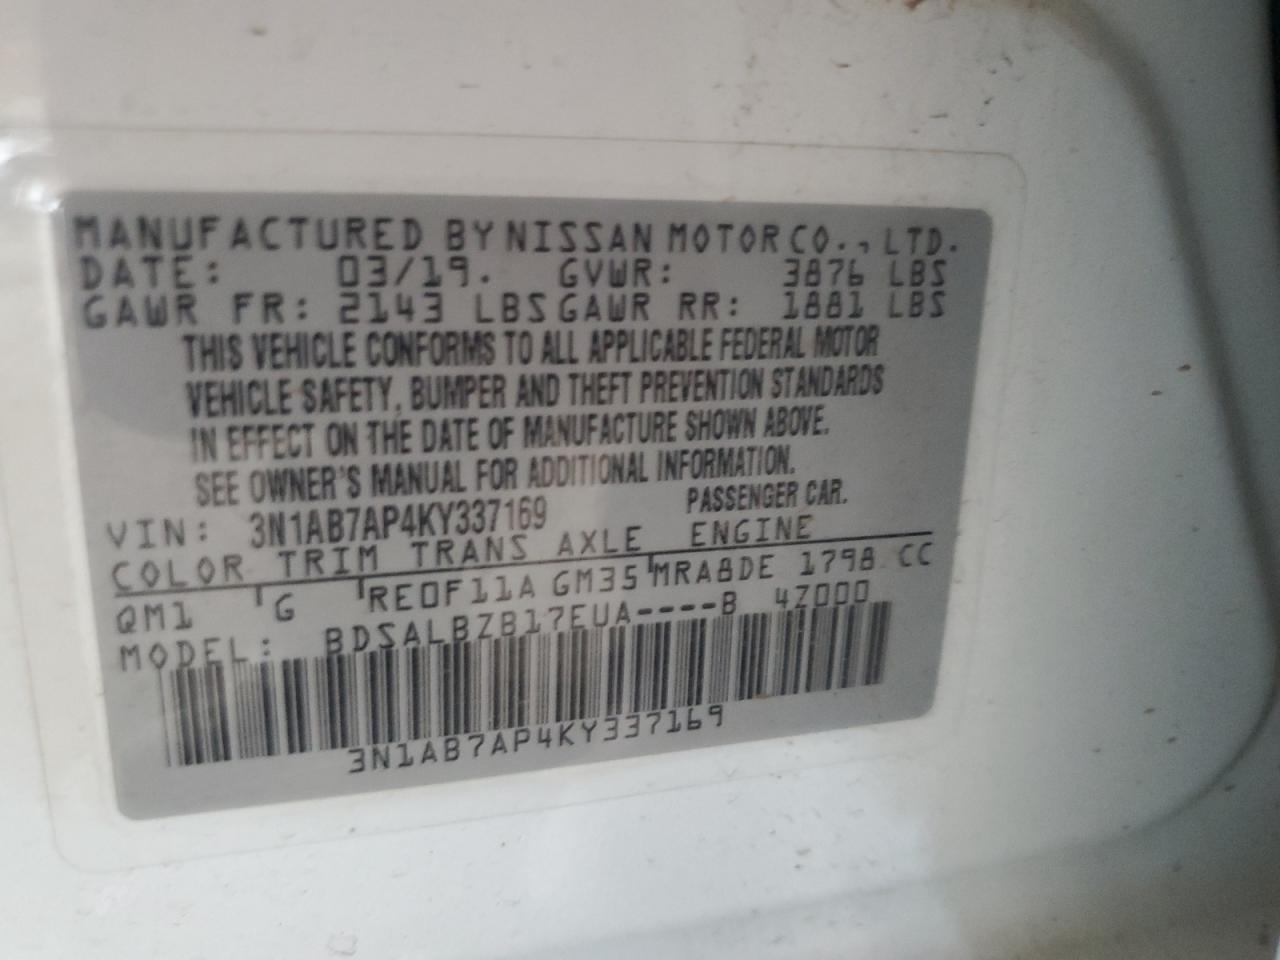 MANUFACTURED BY NISSAN MOTOR CO., LTD.
DATE: 03/19. GVWR: 3876 LBS
GAWR FR: 2143 LBS GAWR RR: 1881 LBS
THIS VEHICLE CONFORMS TO ALL APPLICABLE FEDERAL MOTOR
VEHICLE SAFETY, BUMPER AND THEFT PREVENTION STANDARDS
IN EFFECT ON THE DATE OF MANUFACTURE SHOWN ABOVE.
SEE OWNER'S MANUAL FOR ADDITIONAL INFORMATION.
VIN: 3N1AB7AP4KY337169 PASSENGER CAR.
COLOR TRIM TRANS AXLE ENGINE
QM1 G RE0F11A GM35 MRA8DE 1798 CC
MODEL: BDSALBZB17EUA----B 4Z000
3N1AB7AP4KY337169